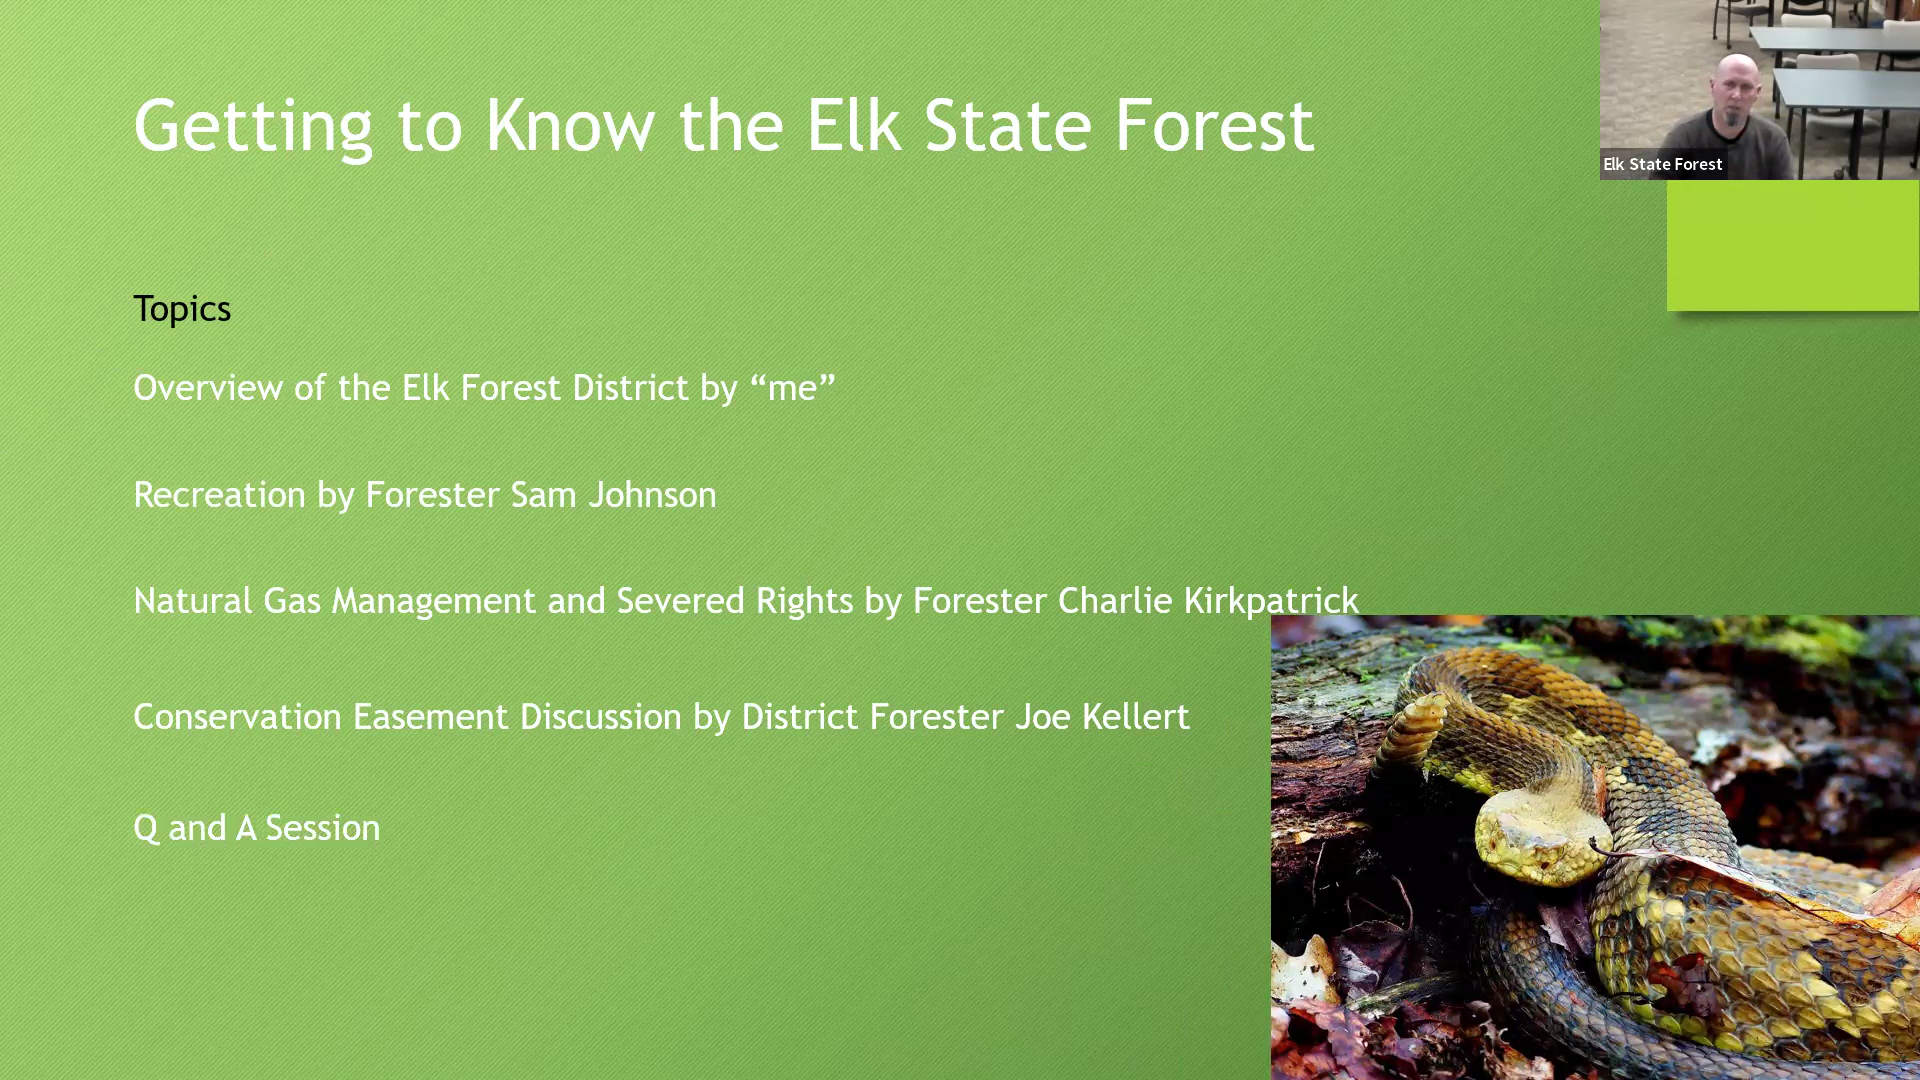 Getting to Know the Elk State Forest
Elk State Forest
Topics
Overview of the Elk Forest District by “me”
Recreation by Forester Sam Johnson
Natural Gas Management and Severed Rights by Forester Charlie Kirkpatrick
Conservation Easement Discussion by District Forester Joe Kellert
Q and A Session